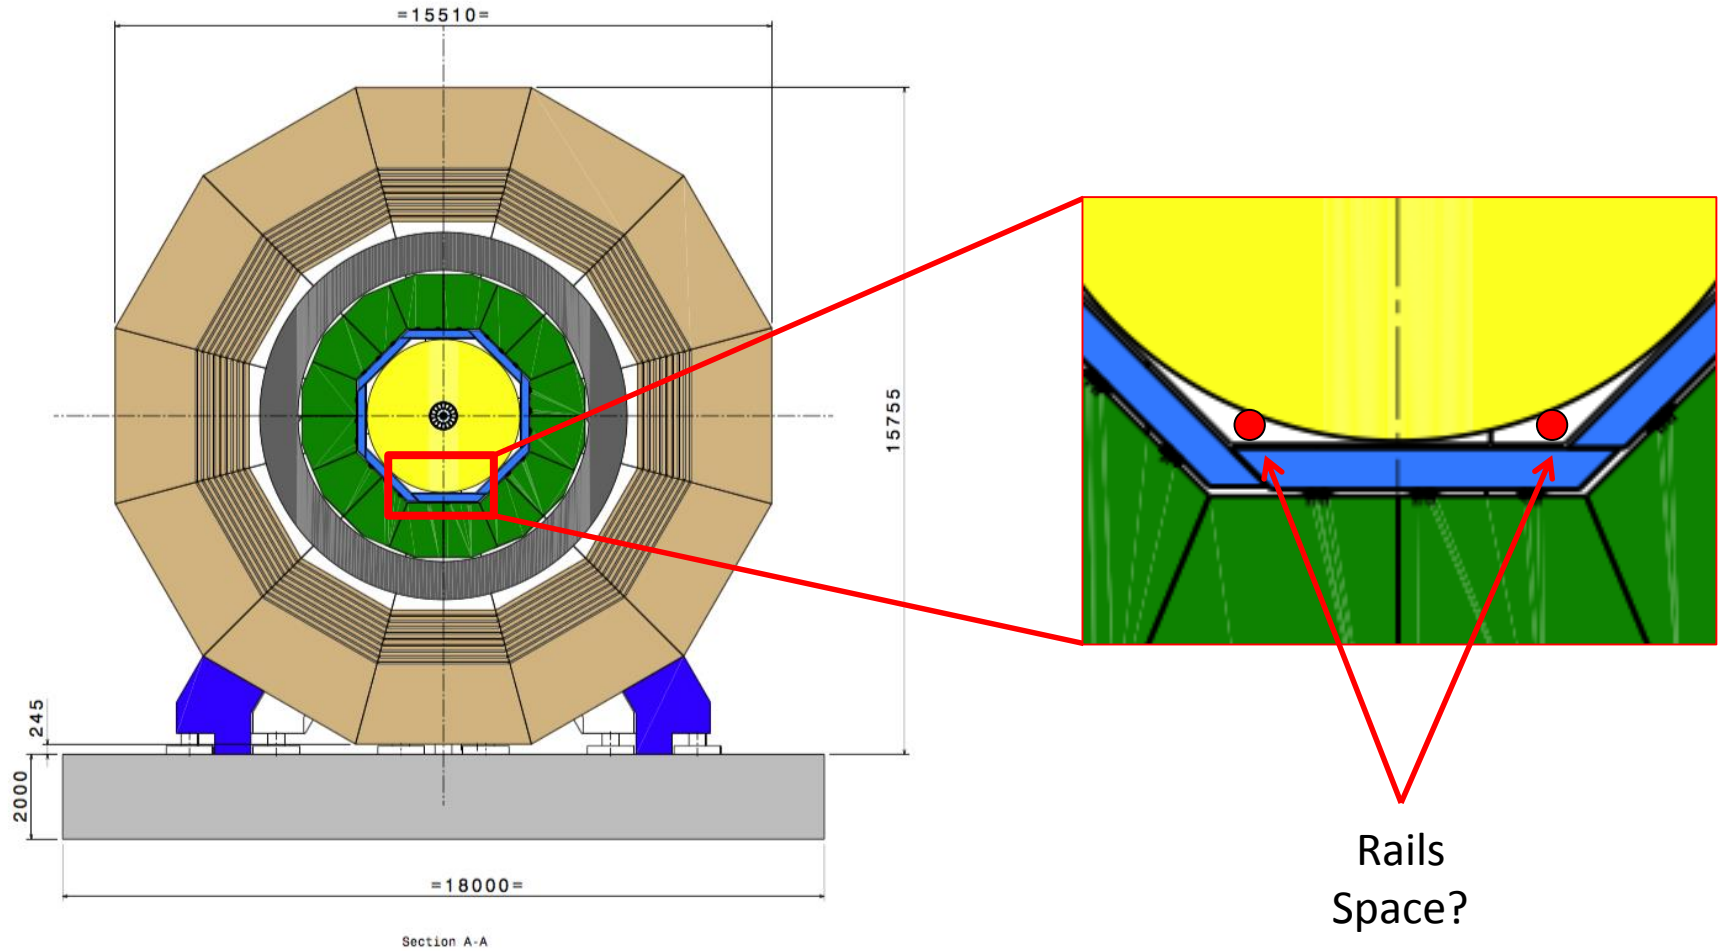 =15510=
15755
245
2000
=18000=
Section A-A
Rails
Space?